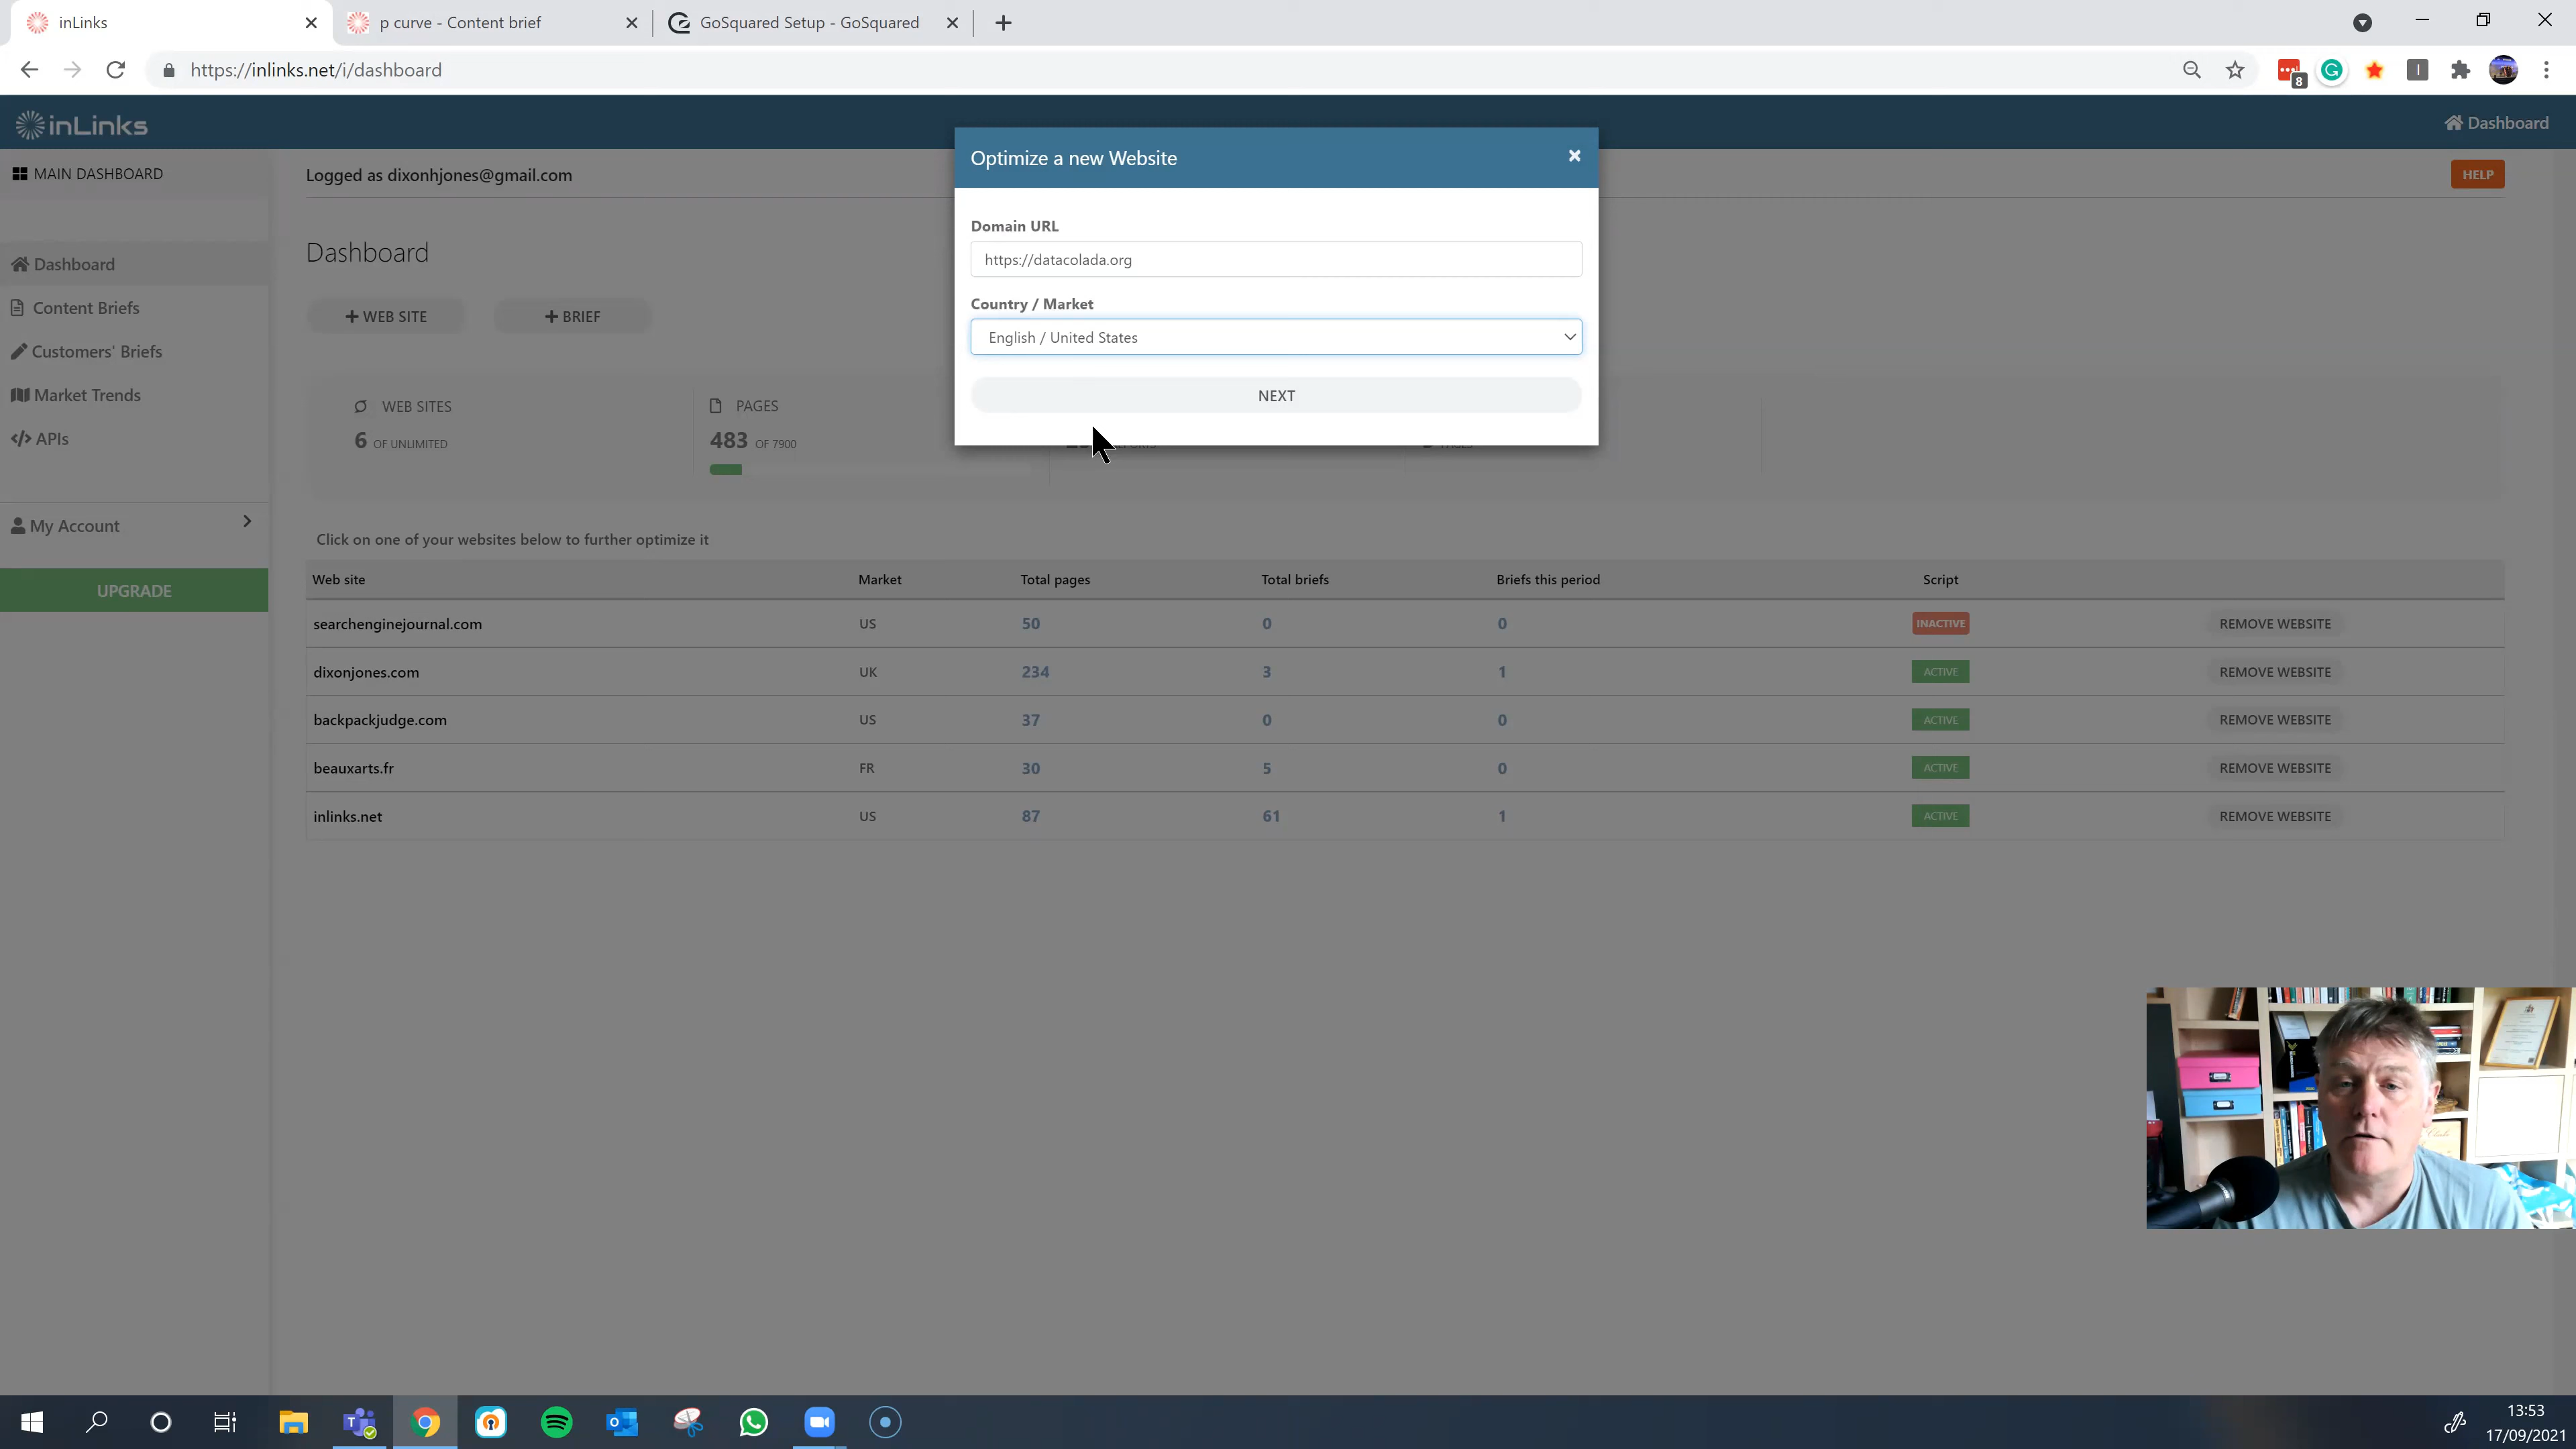 inLinks
p curve - Content brief
GoSquared Setup - GoSquared
https://inlinks.net/i/dashboard
8
inLinks
Dashboard
MAIN DASHBOARD
Logged as dixonhjones@gmail.com
HELP
Optimize a new Website
Domain URL
https://datacolada.org
Country / Market
English / United States
NEXT
Dashboard
Content Briefs
Customers' Briefs
Market Trends
APIs
My Account
UPGRADE
Dashboard
WEB SITE
BRIEF
WEB SITES
6 OF UNLIMITED
PAGES
483 OF 7900
Click on one of your websites below to further optimize it
Web site Market Total pages Total briefs Briefs this period Script
searchenginejournal.com US 50 0 0 INACTIVE REMOVE WEBSITE
dixonjones.com UK 234 3 1 ACTIVE REMOVE WEBSITE
backpackjudge.com US 37 0 0 ACTIVE REMOVE WEBSITE
beauxarts.fr FR 30 5 0 ACTIVE REMOVE WEBSITE
inlinks.net US 87 61 1 ACTIVE REMOVE WEBSITE
13:53
17/09/2021